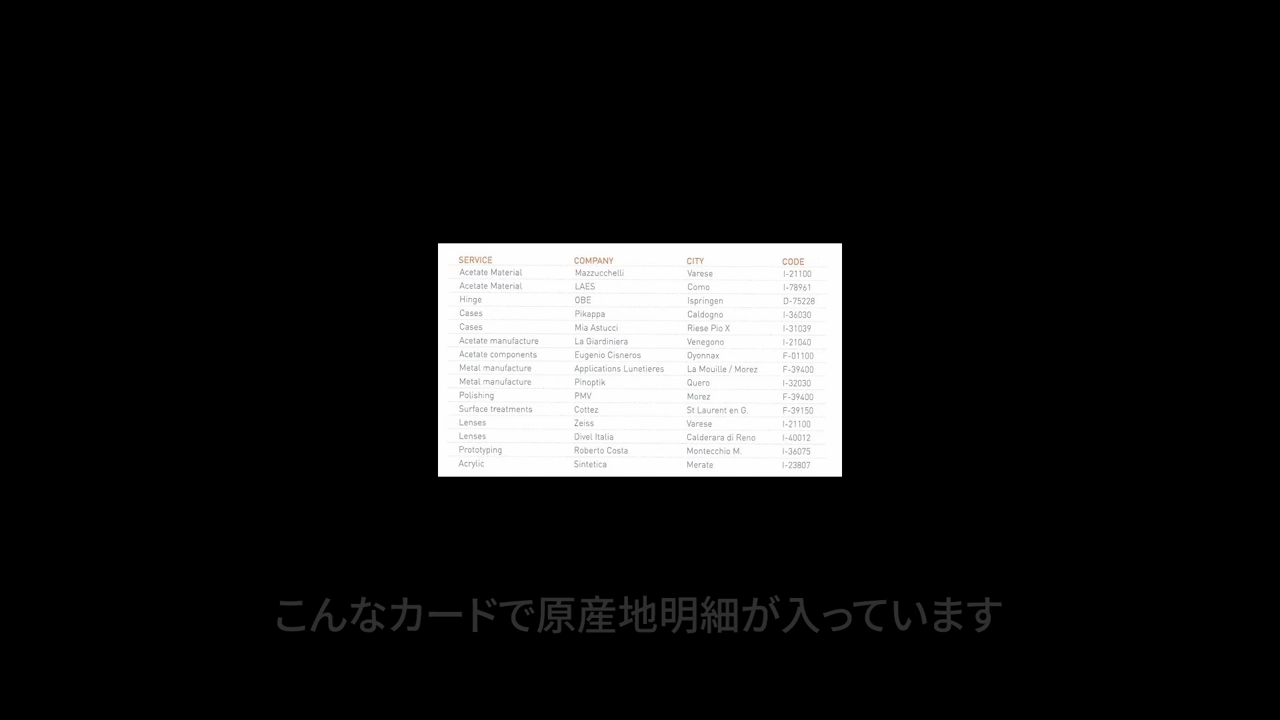 SERVICE COMPANY CITY CODE
Acetate Material Mazzucchelli Varese I-21100
Acetate Material LAES Como I-78961
Hinge OBE Ispringen D-75228
Cases Pikappa Caldogno I-36030
Cases Mia Astucci Riese Pio X I-31039
Acetate manufacture La Giardiniera Venegono I-21040
Acetate components Eugenio Cisneros Oyonnax F-01100
Metal manufacture Applications Lunetieres La Mouille / Morez F-39400
Metal manufacture Pinoptik Quero I-32030
Polishing PMV Morez F-39400
Surface treatments Cottez St Laurent en G. F-39150
Lenses Zeiss Varese I-21100
Lenses Divel Italia Calderara di Reno I-40012
Prototyping Roberto Costa Montecchio M. I-36075
Acrylic Sintetica Merate I-23807
こんなカードで原産地明細が入っています